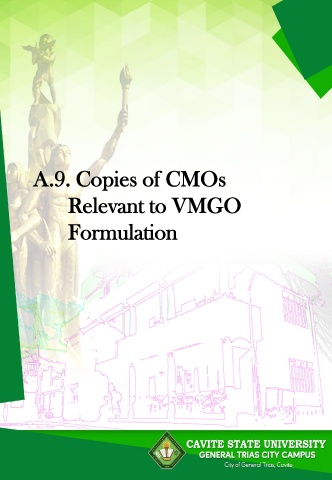 A.9. Copies of CMOs
Relevant to VMGO
Formulation
CAVITE STATE UNIVERSITY
GENERAL TRIAS CITY CAMPUS
City of General Trias, Cavite